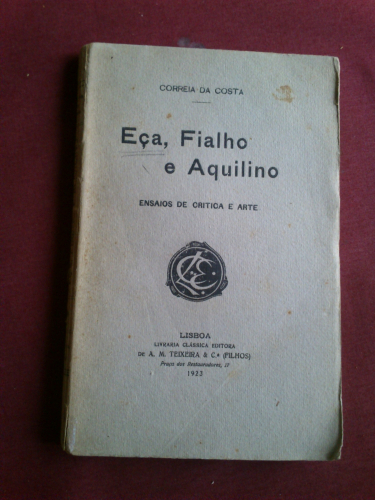 CORREIA DA COSTA
Eça, Fialho
e Aquilino
ENSAIOS DE CRITICA E ARTE
LCE
LISBOA
LIVRARIA CLÁSSICA EDITORA
DE A. M. TEIXEIRA & C.ª (FILHOS)
Praça dos Restauradores, 17
1923